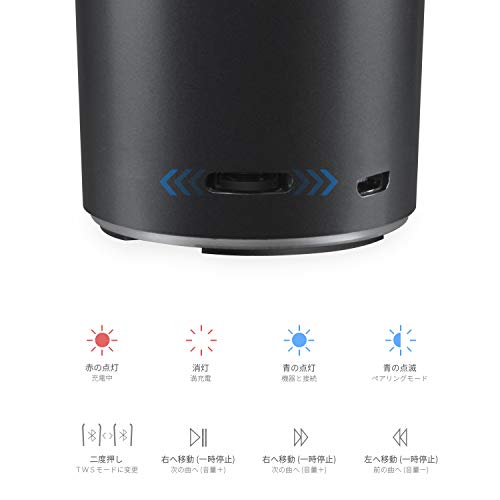 赤の点灯
充電中
消灯
満充電
青の点灯
機器と接続
青の点滅
ペアリングモード
二度押し
TWSモードに変更
右へ移動 (一時停止)
次の曲へ (音量+)
右へ移動 (一時停止)
次の曲へ (音量+)
左へ移動 (一時停止)
前の曲へ (音量-)